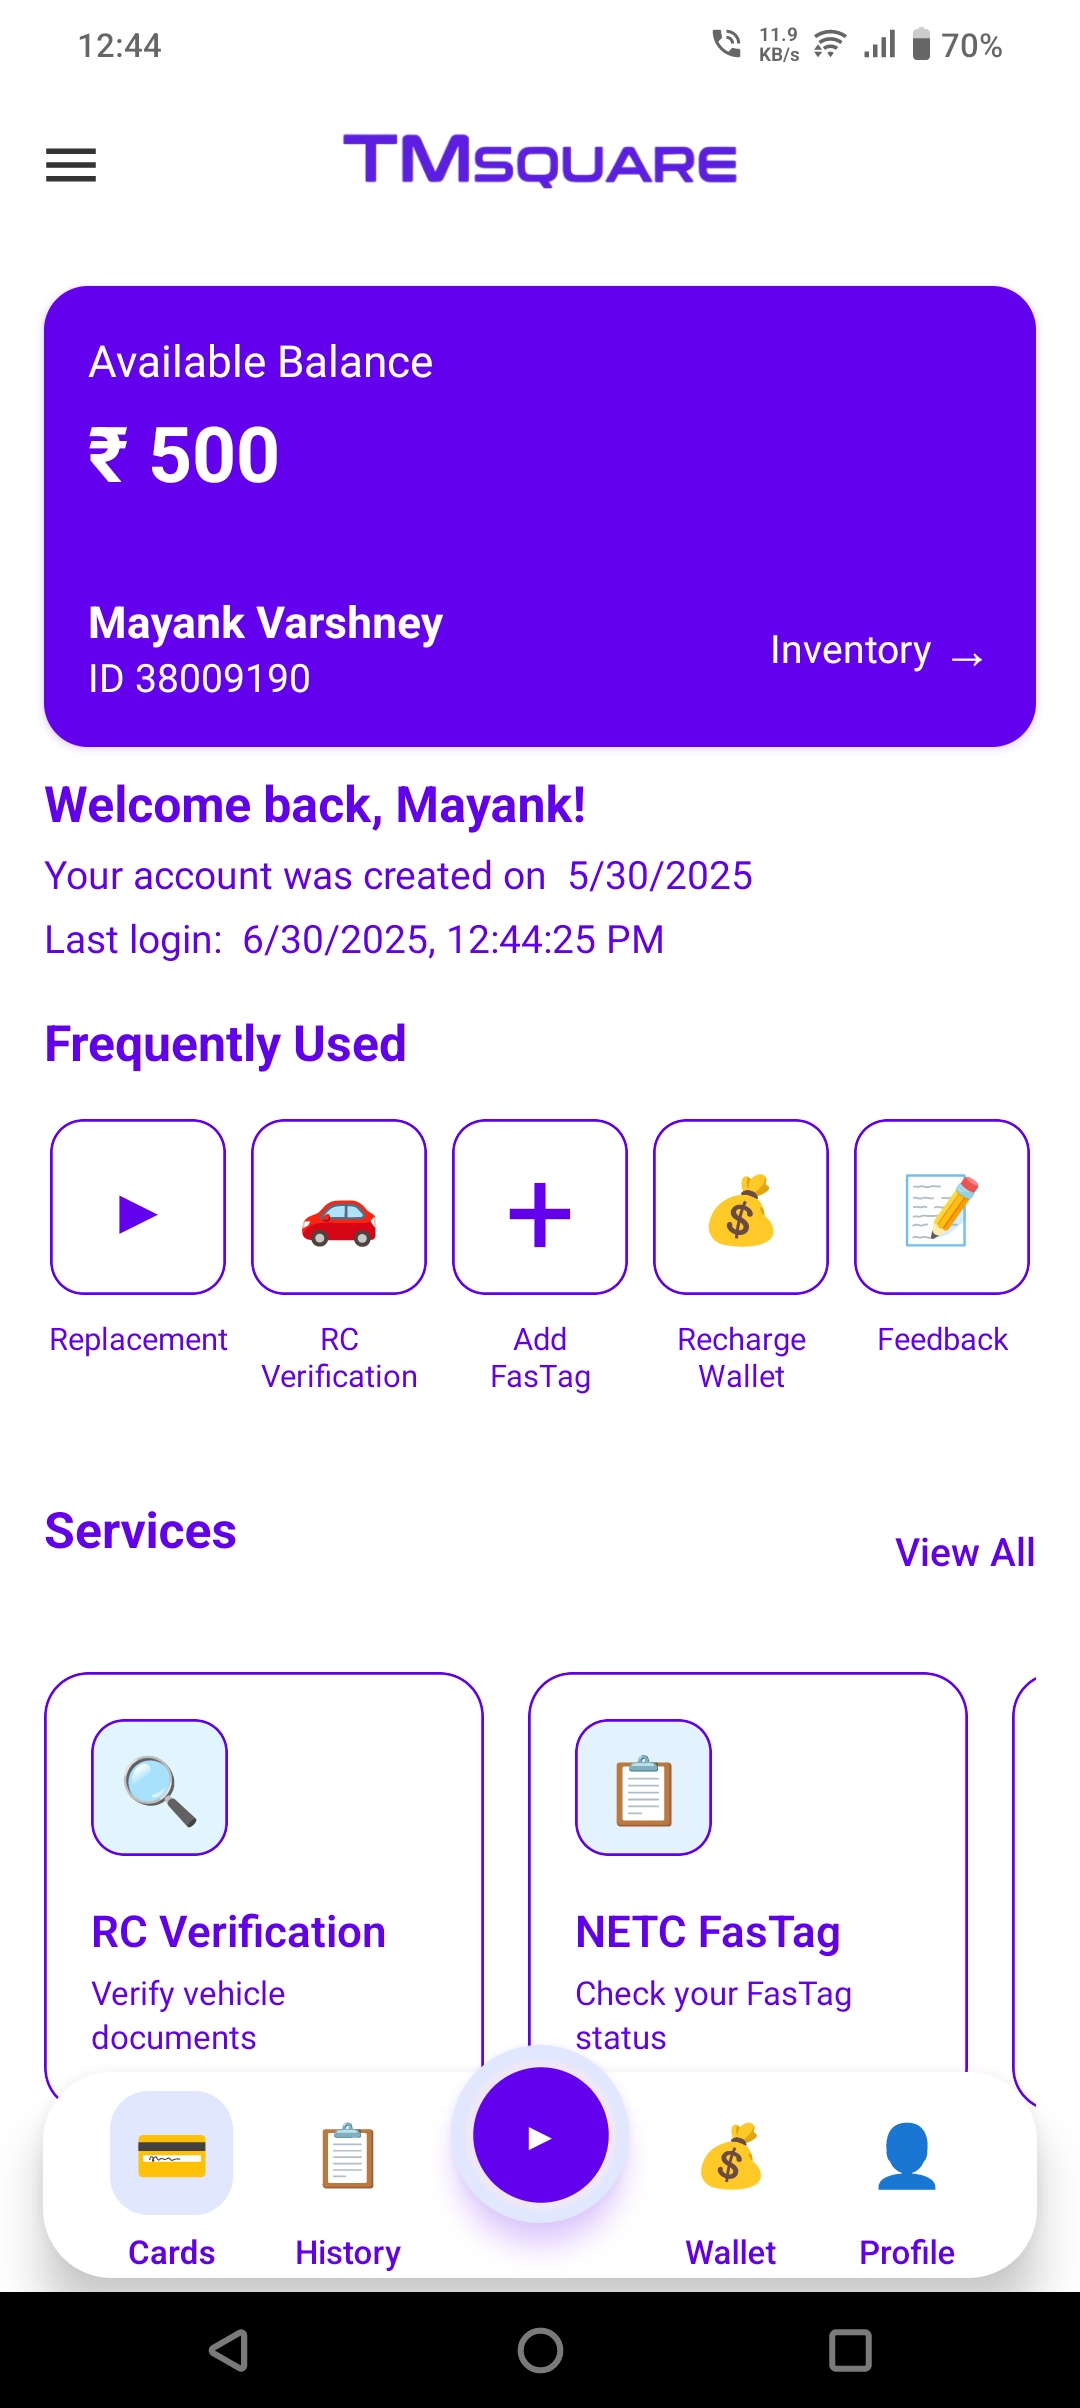 12:44
11.9
KB/s
70%
TMSQUARE
Available Balance
₹ 500
Mayank Varshney
ID 38009190
Inventory →
Welcome back, Mayank!
Your account was created on 5/30/2025
Last login: 6/30/2025, 12:44:25 PM
Frequently Used
Replacement
RC
Verification
Add
FasTag
Recharge
Wallet
Feedback
Services
View All
RC Verification
Verify vehicle
documents
NETC FasTag
Check your FasTag
status
Cards
History
Wallet
Profile